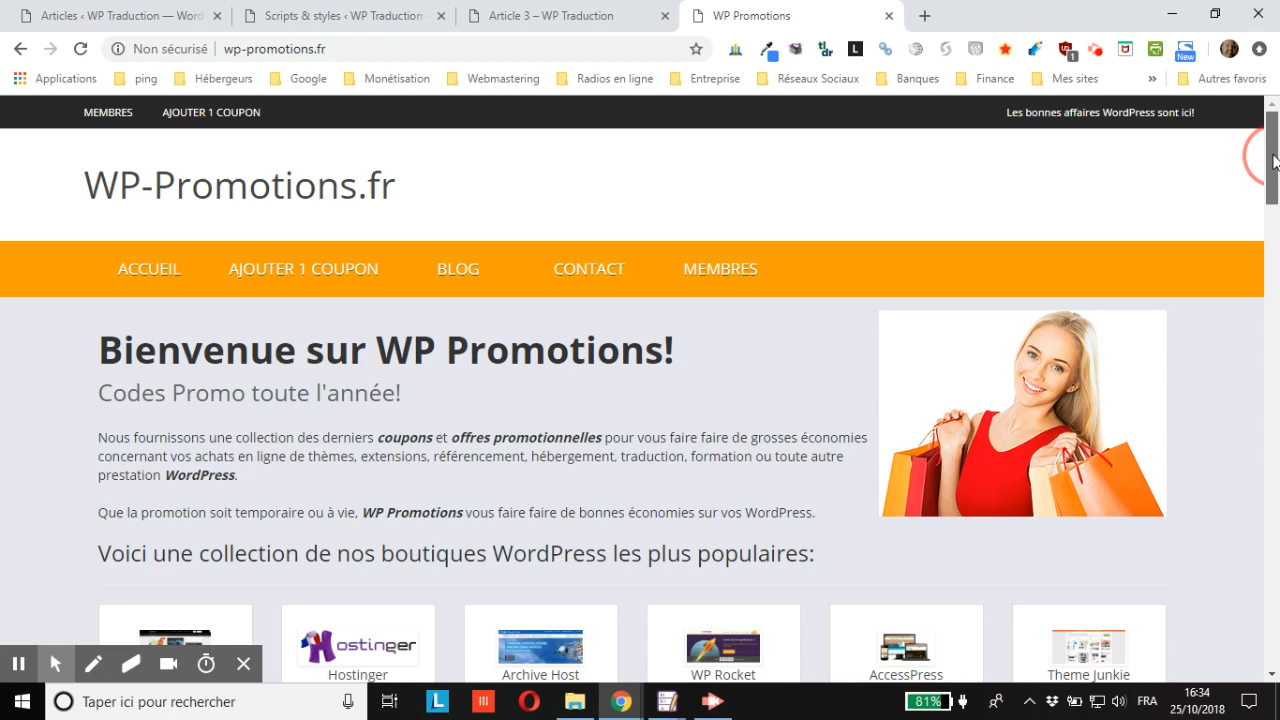 Articles ‹ WP Traduction — Word
Scripts & styles ‹ WP Traduction -
Article 3 – WP Traduction
WP Promotions
Non sécurisé
wp-promotions.fr
tl;dr
L
1
New
Applications
ping
Hébergeurs
Google
Monétisation
Webmastering
Radios en ligne
Entreprise
Réseaux Sociaux
Banques
Finance
Mes sites
»
Autres favoris
MEMBRES
AJOUTER 1 COUPON
Les bonnes affaires WordPress sont ici!
WP-Promotions.fr
ACCUEIL
AJOUTER 1 COUPON
BLOG
CONTACT
MEMBRES
Bienvenue sur WP Promotions!
Codes Promo toute l'année!
Nous fournissons une collection des derniers coupons et offres promotionnelles pour vous faire faire de grosses économies
concernant vos achats en ligne de thèmes, extensions, référencement, hébergement, traduction, formation ou toute autre
prestation WordPress.
Que la promotion soit temporaire ou à vie, WP Promotions vous faire faire de bonnes économies sur vos WordPress.
Voici une collection de nos boutiques WordPress les plus populaires:
Hostinger
Hostinger
Archive Host
WP Rocket
AccessPress
Theme Junkie
Taper ici pour rechercher
L
81%
FRA
16:34
25/10/2018